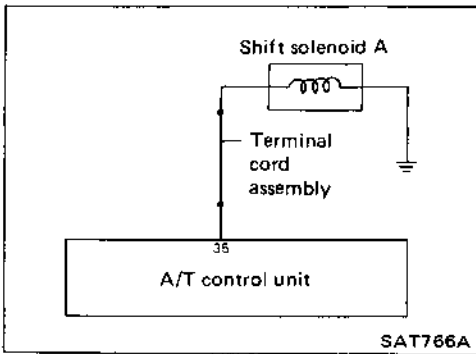 Shift solenoid A
Terminal
cord
assembly
35
A/T control unit
SAT766A